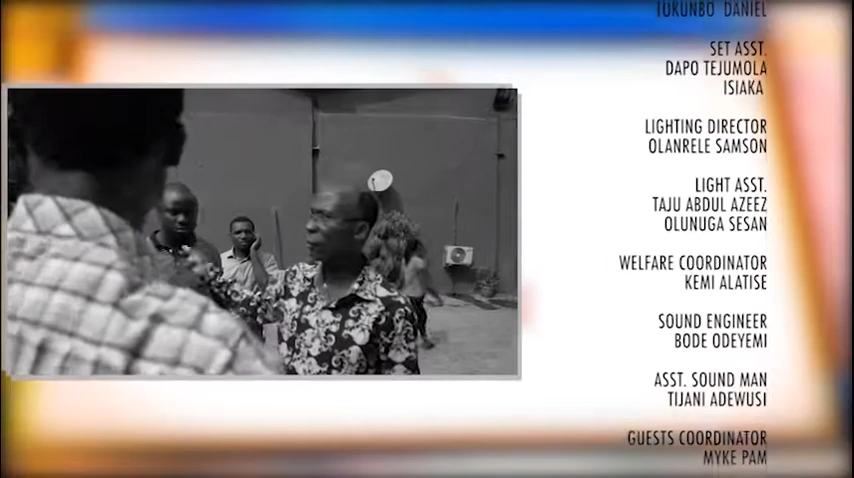 TOKUNBO DANIEL
SET ASST.
DAPO TEJUMOLA
ISIAKA
LIGHTING DIRECTOR
OLANRELE SAMSON
LIGHT ASST.
TAJU ABDUL AZEEZ
OLUNUGA SESAN
WELFARE COORDINATOR
KEMI ALATISE
SOUND ENGINEER
BODE ODEYEMI
ASST. SOUND MAN
TIJANI ADEWUSI
GUESTS COORDINATOR
MYKE PAM